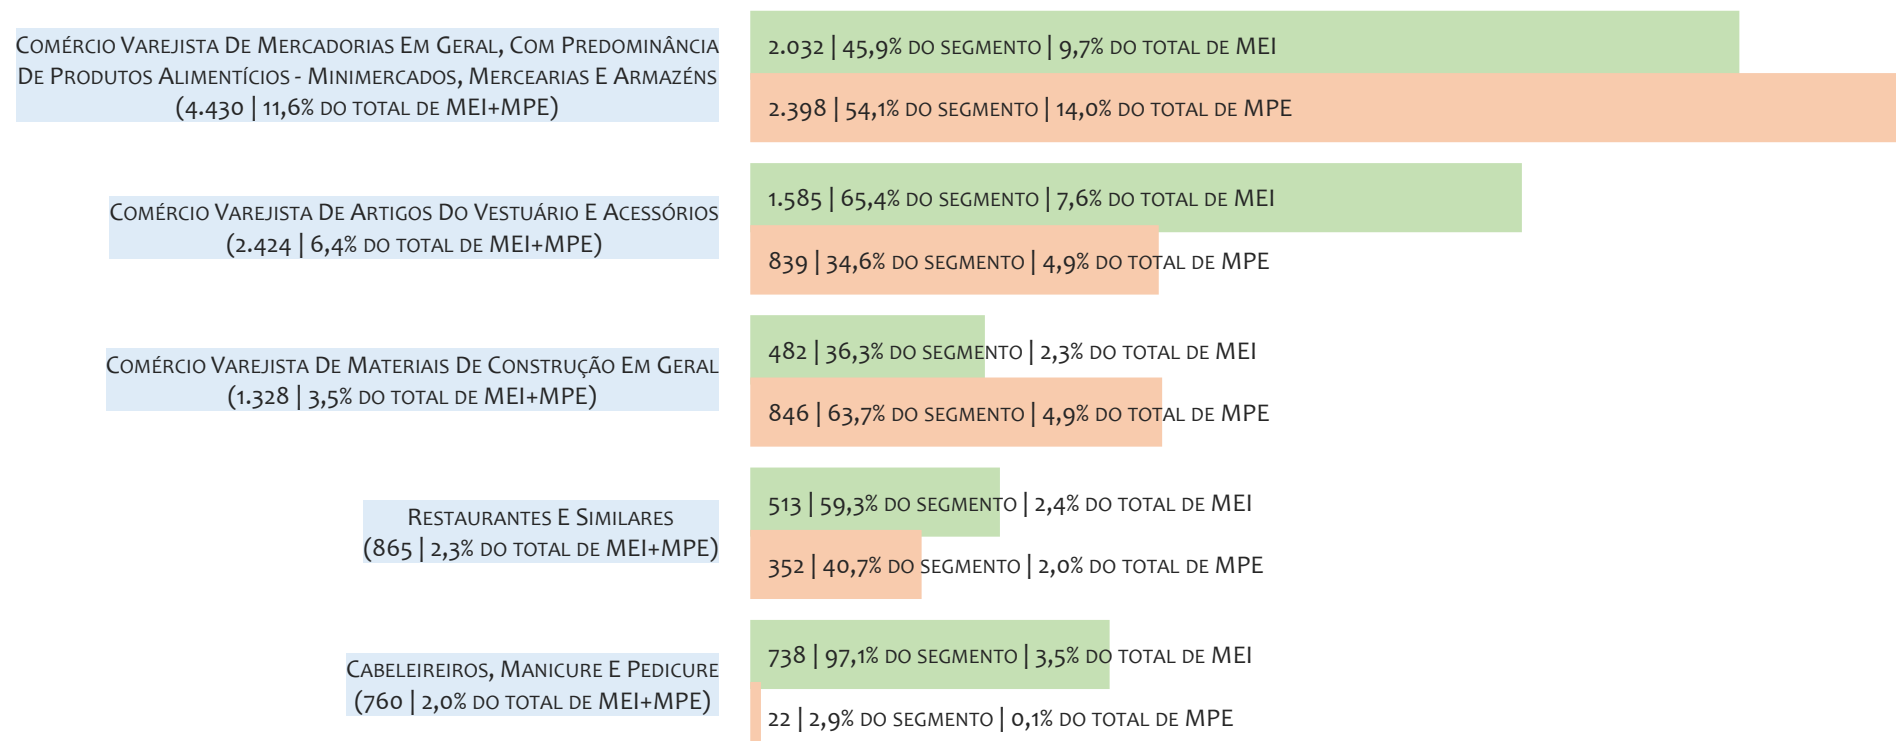 Comércio Varejista De Mercadorias Em Geral, Com Predominância
De Produtos Alimentícios - Minimercados, Mercearias E Armazéns
(4.430 | 11,6% do total de MEI+MPE)
2.032 | 45,9% do segmento | 9,7% do total de MEI
2.398 | 54,1% do segmento | 14,0% do total de MPE
Comércio Varejista De Artigos Do Vestuário E Acessórios
(2.424 | 6,4% do total de MEI+MPE)
1.585 | 65,4% do segmento | 7,6% do total de MEI
839 | 34,6% do segmento | 4,9% do total de MPE
Comércio Varejista De Materiais De Construção Em Geral
(1.328 | 3,5% do total de MEI+MPE)
482 | 36,3% do segmento | 2,3% do total de MEI
846 | 63,7% do segmento | 4,9% do total de MPE
Restaurantes E Similares
(865 | 2,3% do total de MEI+MPE)
513 | 59,3% do segmento | 2,4% do total de MEI
352 | 40,7% do segmento | 2,0% do total de MPE
Cabeleireiros, Manicure E Pedicure
(760 | 2,0% do total de MEI+MPE)
738 | 97,1% do segmento | 3,5% do total de MEI
22 | 2,9% do segmento | 0,1% do total de MPE